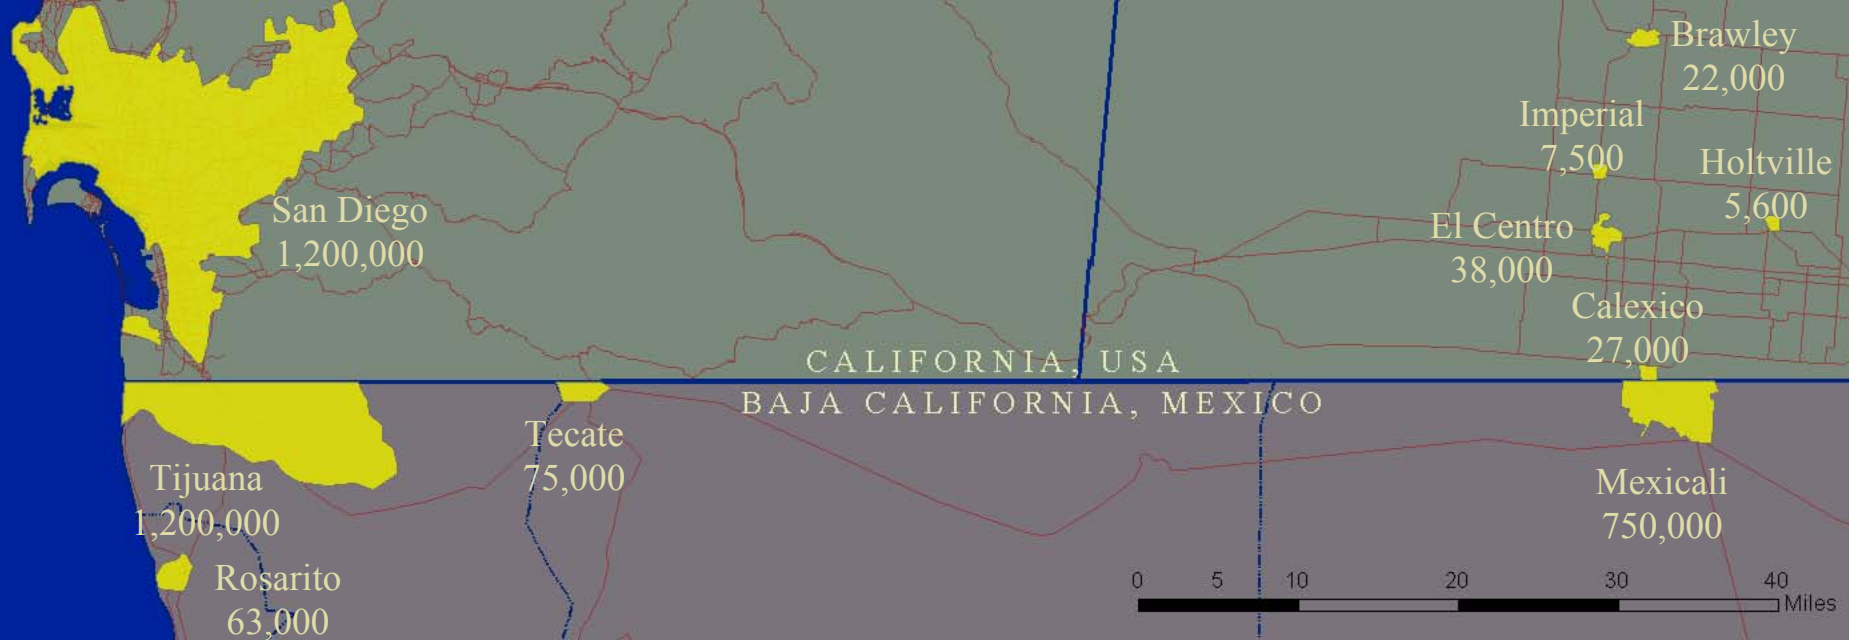 Brawley
22,000
Imperial
7,500
Holtville
5,600
San Diego
1,200,000
El Centro
38,000
Calexico
27,000
CALIFORNIA, USA
BAJA CALIFORNIA, MEXICO
Tecate
75,000
Tijuana
1,200,000
Mexicali
750,000
Rosarito
63,000
0 5 10 20 30 40
Miles